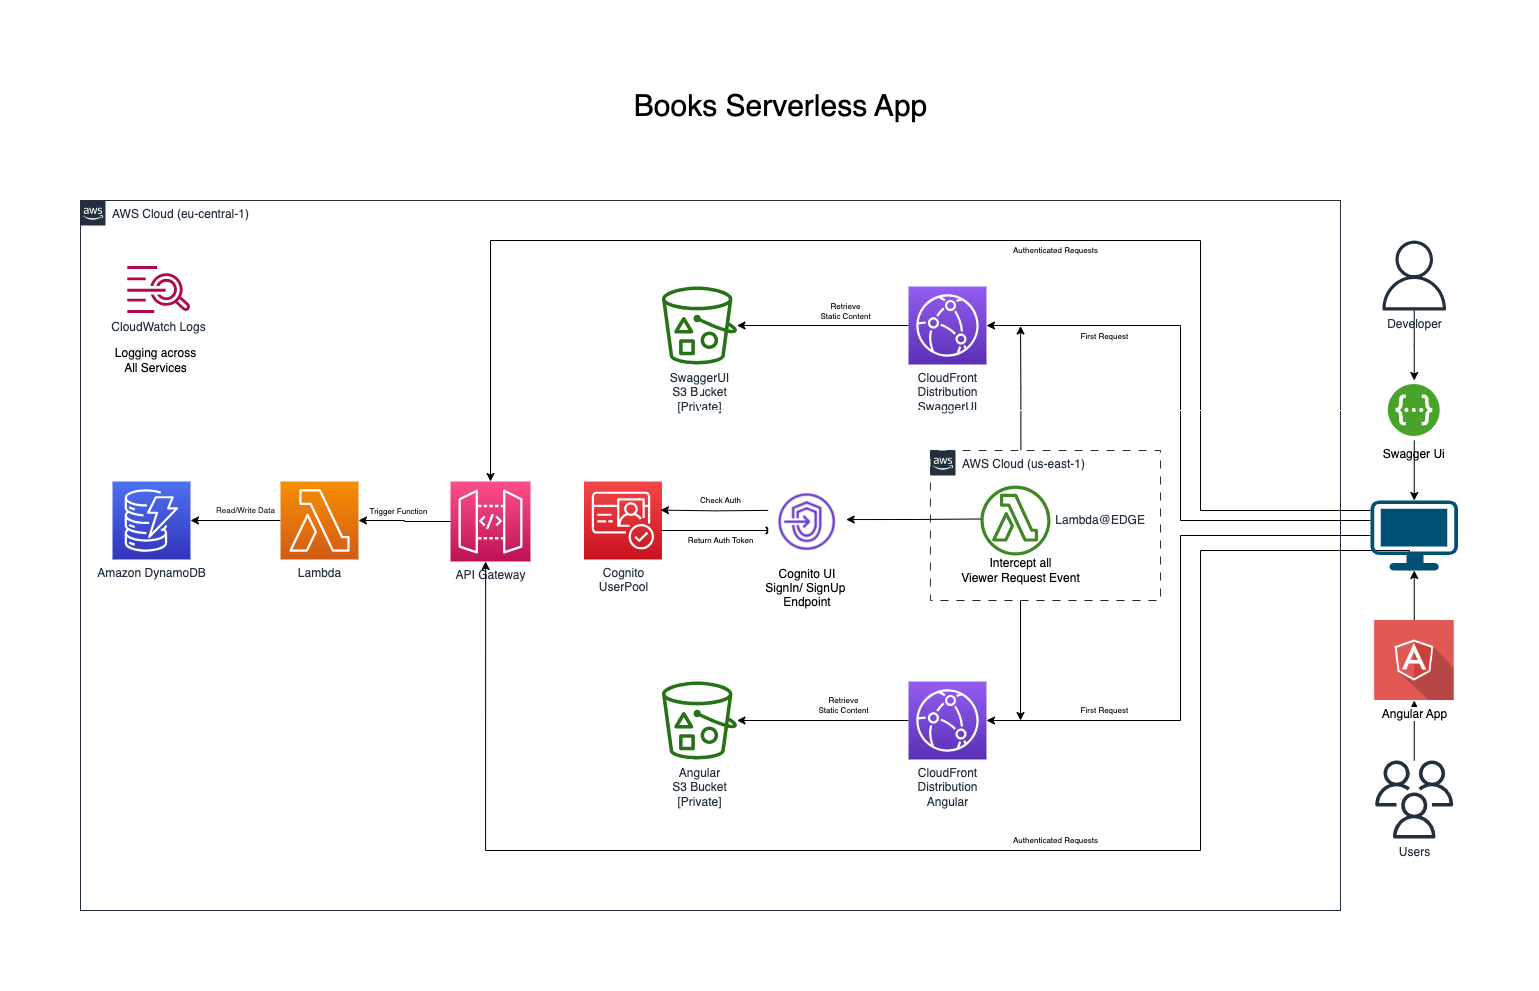 Books Serverless App
aws
AWS Cloud (eu-central-1)
Authenticated Requests
CloudWatch Logs
Logging across
All Services
Retrieve
Static Content
First Request
Developer
SwaggerUI
S3 Bucket
[Private]
CloudFront
Distribution
SwaggerUI
Swagger Ui
aws
AWS Cloud (us-east-1)
Check Auth
Read/Write Data
Trigger Function
Return Auth Token
Lambda@EDGE
Intercept all
Viewer Request Event
Amazon DynamoDB
Lambda
API Gateway
Cognito
UserPool
Cognito UI
SignIn/ SignUp
Endpoint
Retrieve
Static Content
First Request
Angular App
Angular
S3 Bucket
[Private]
CloudFront
Distribution
Angular
Authenticated Requests
Users